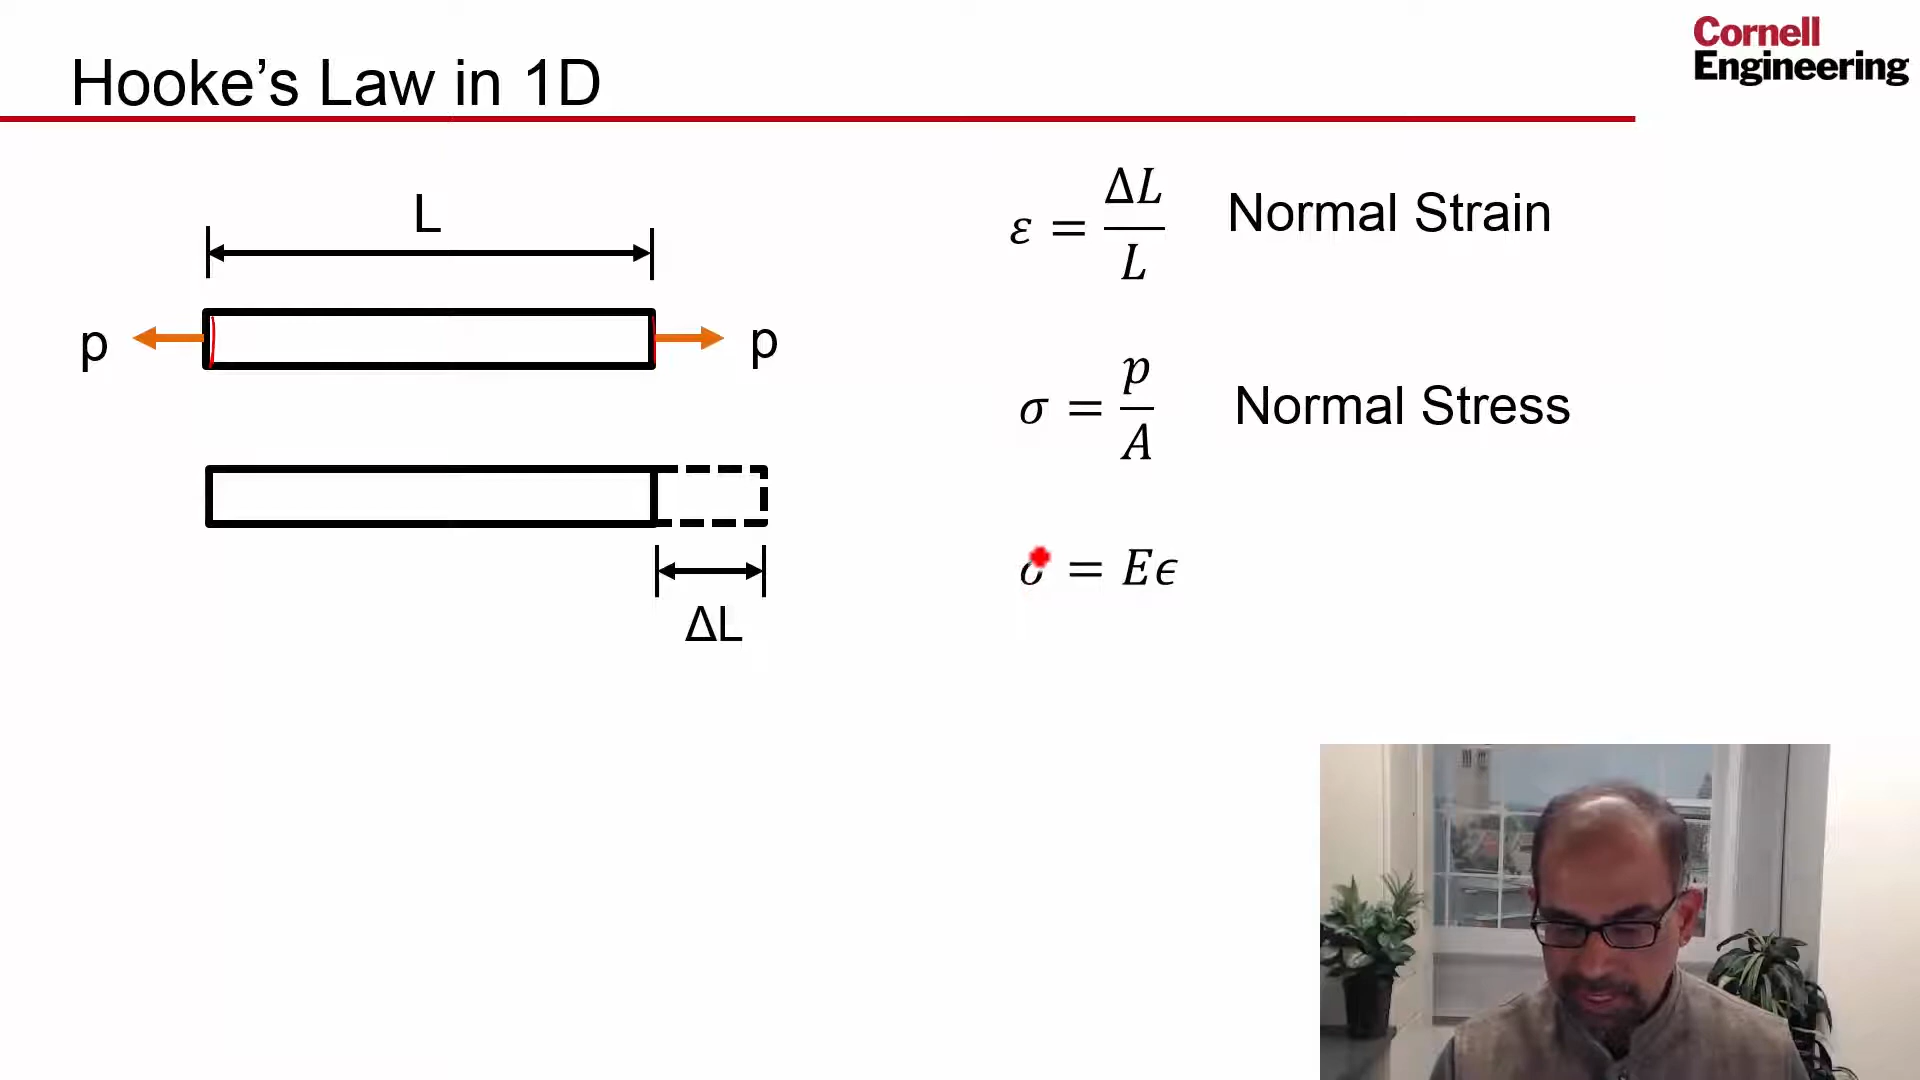 Hooke’s Law in 1D
Cornell
Engineering
L
p
p
ΔL
ε = ΔL/L Normal Strain
σ = p/A Normal Stress
σ = Eϵ